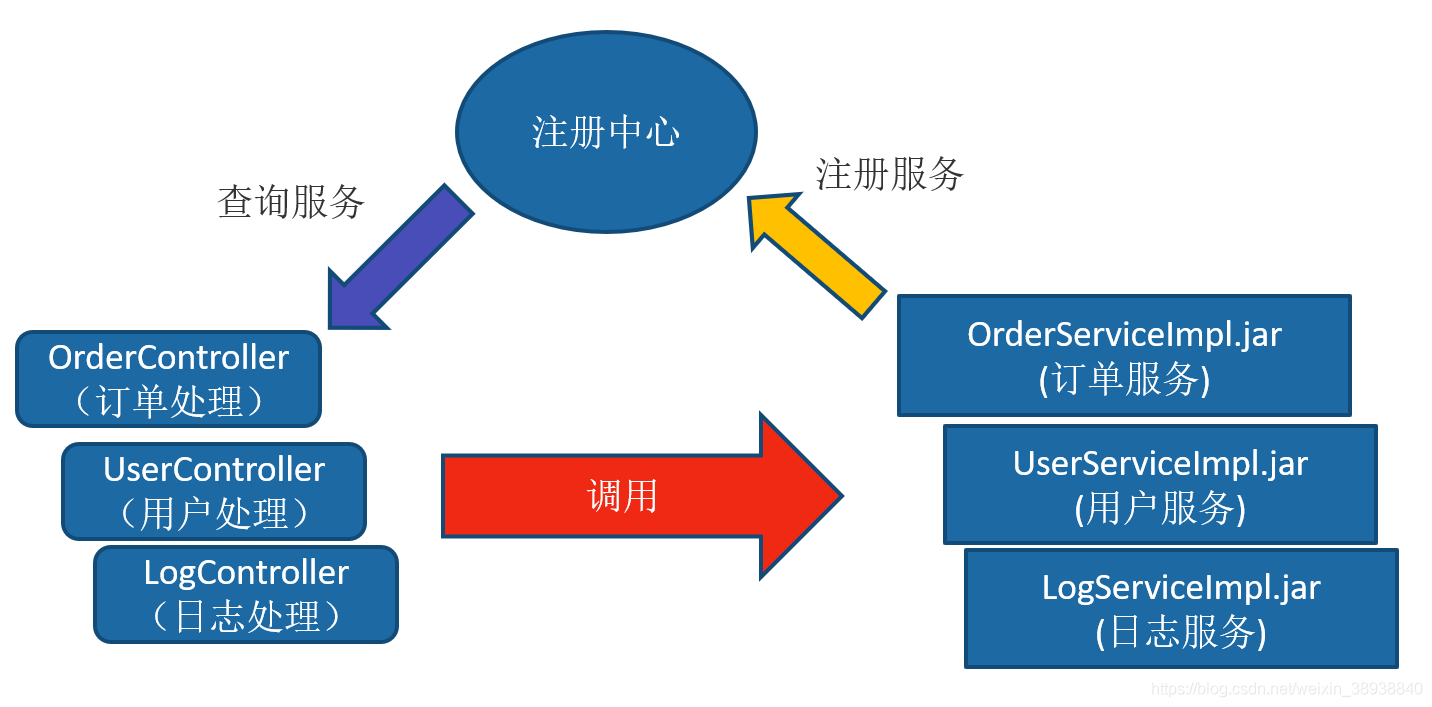 注册中心
注册服务
查询服务
OrderController
（订单处理）
UserController
（用户处理）
LogController
（日志处理）
调用
OrderServiceImpl.jar
(订单服务)
UserServiceImpl.jar
(用户服务)
LogServiceImpl.jar
(日志服务)
https://blog.csdn.net/weixin_38938840